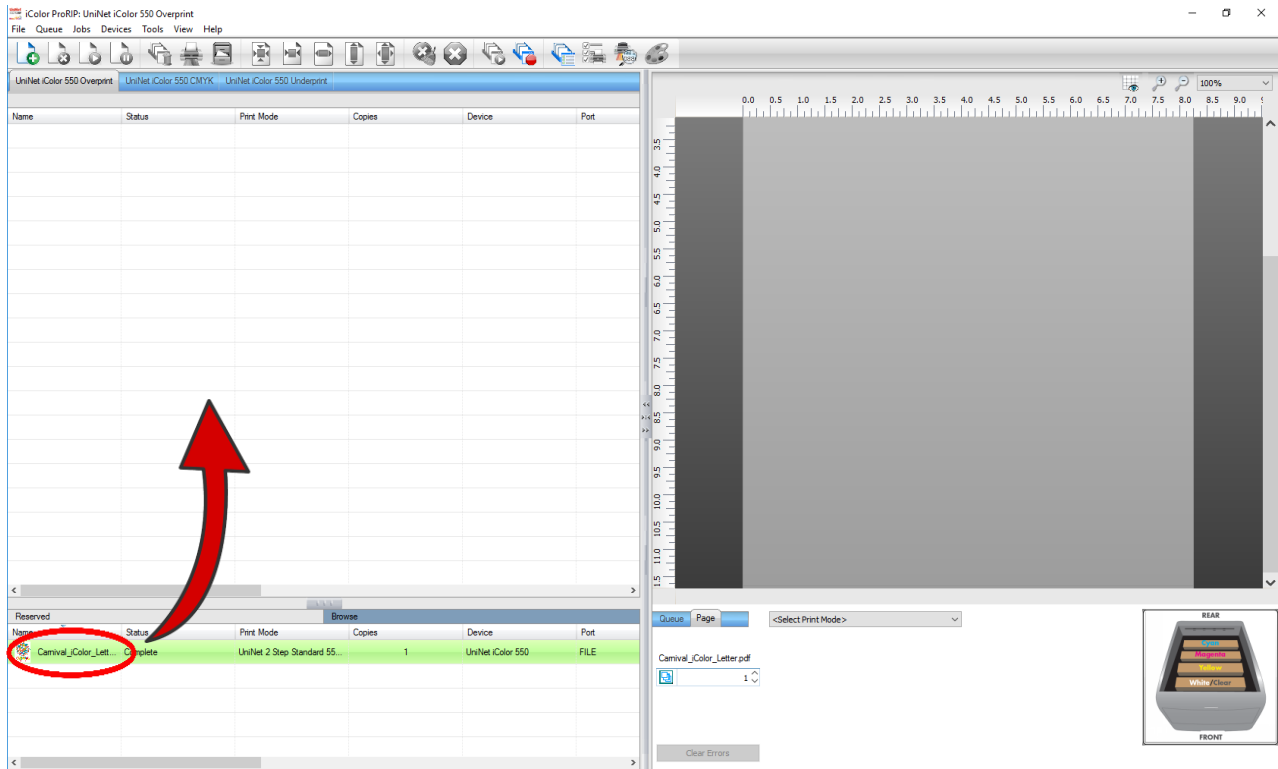 iColor ProRIP: UniNet iColor 550 Overprint
File Queue Jobs Devices Tools View Help
UniNet iColor 550 Overprint UniNet iColor 550 CMYK UniNet iColor 550 Underprint
100%
0.0 0.5 1.0 1.5 2.0 2.5 3.0 3.5 4.0 4.5 5.0 5.5 6.0 6.5 7.0 7.5 8.0 8.5 9.0
Name Status Print Mode Copies Device Port
3.5
4.0
4.5
5.0
5.5
6.0
6.5
7.0
7.5
8.0
8.5
9.0
9.5
10.0
10.5
11.0
1.5
Reserved Browse
Name Status Print Mode Copies Device Port
Carnival_iColor_Lett... Complete UniNet 2 Step Standard 55... 1 UniNet iColor 550 FILE
Queue Page <Select Print Mode>
Carnival_iColor_Letter.pdf
1
Clear Errors
REAR
Cyan
Magenta
Yellow
White/Clear
FRONT